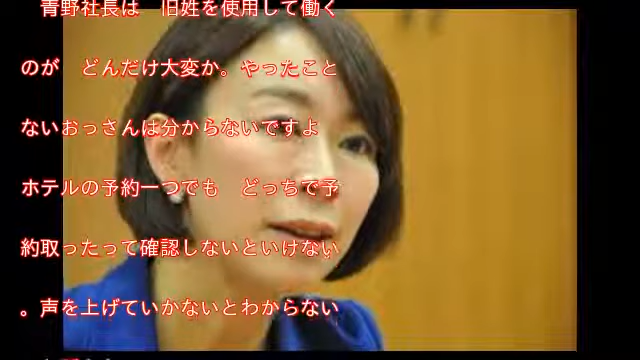 青野社長は　旧姓を使用して働く
のが　どんだけ大変か。やったこと
ないおっさんは分からないですよ
ホテルの予約一つでも　どっちで予
約取ったって確認しないといけない
。声を上げていかないとわからない